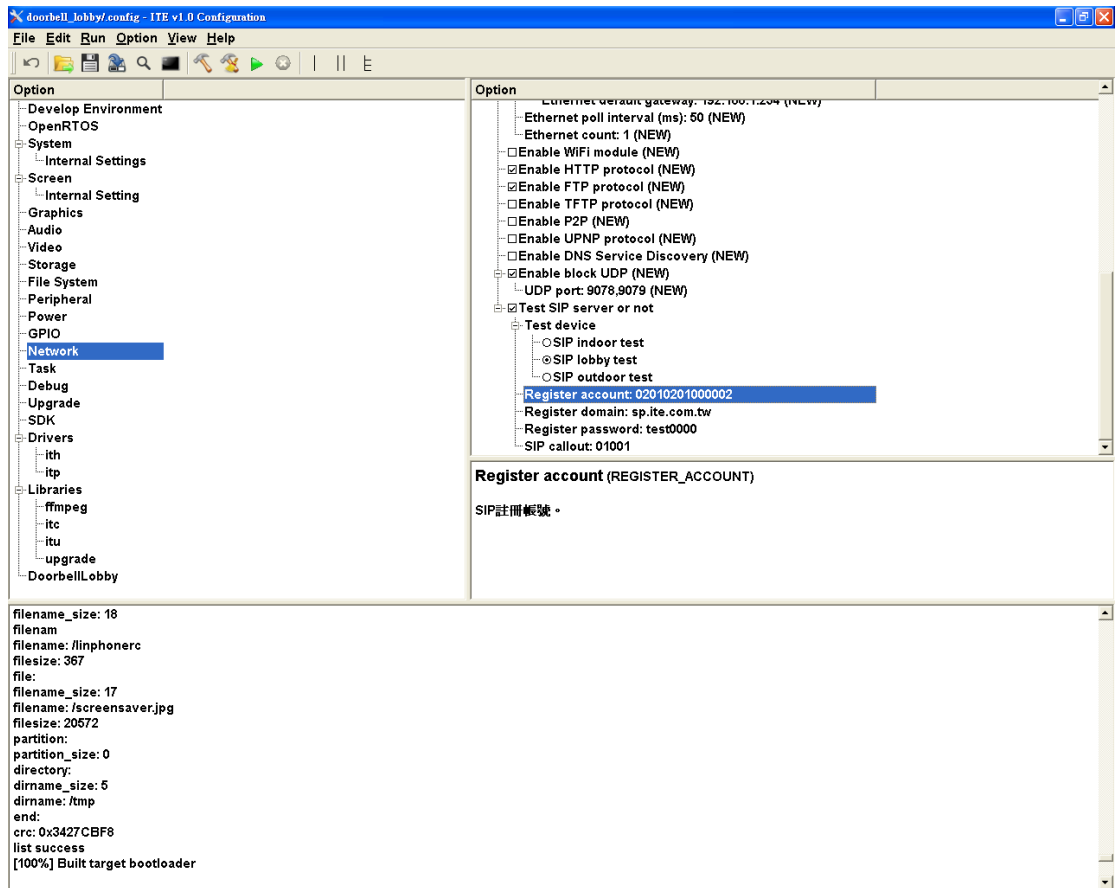 doorbell_lobby/.config - ITE v1.0 Configuration
File Edit Run Option View Help
Option
Develop Environment
OpenRTOS
System
Internal Settings
Screen
Internal Setting
Graphics
Audio
Video
Storage
File System
Peripheral
Power
GPIO
Network
Task
Debug
Upgrade
SDK
Drivers
ith
itp
Libraries
ffmpeg
itc
itu
upgrade
DoorbellLobby
Option
Ethernet default gateway: 192.168.1.254 (NEW)
Ethernet poll interval (ms): 50 (NEW)
Ethernet count: 1 (NEW)
Enable WiFi module (NEW)
Enable HTTP protocol (NEW)
Enable FTP protocol (NEW)
Enable TFTP protocol (NEW)
Enable P2P (NEW)
Enable UPNP protocol (NEW)
Enable DNS Service Discovery (NEW)
Enable block UDP (NEW)
UDP port: 9078,9079 (NEW)
Test SIP server or not
Test device
SIP indoor test
SIP lobby test
SIP outdoor test
Register account: 02010201000002
Register domain: sp.ite.com.tw
Register password: test0000
SIP callout: 01001
Register account (REGISTER_ACCOUNT)
SIP註冊帳號。
filename_size: 18
filenam
filename: /linphonerc
filesize: 367
file:
filename_size: 17
filename: /screensaver.jpg
filesize: 20572
partition:
partition_size: 0
directory:
dirname_size: 5
dirname: /tmp
end:
crc: 0x3427CBF8
list success
[100%] Built target bootloader